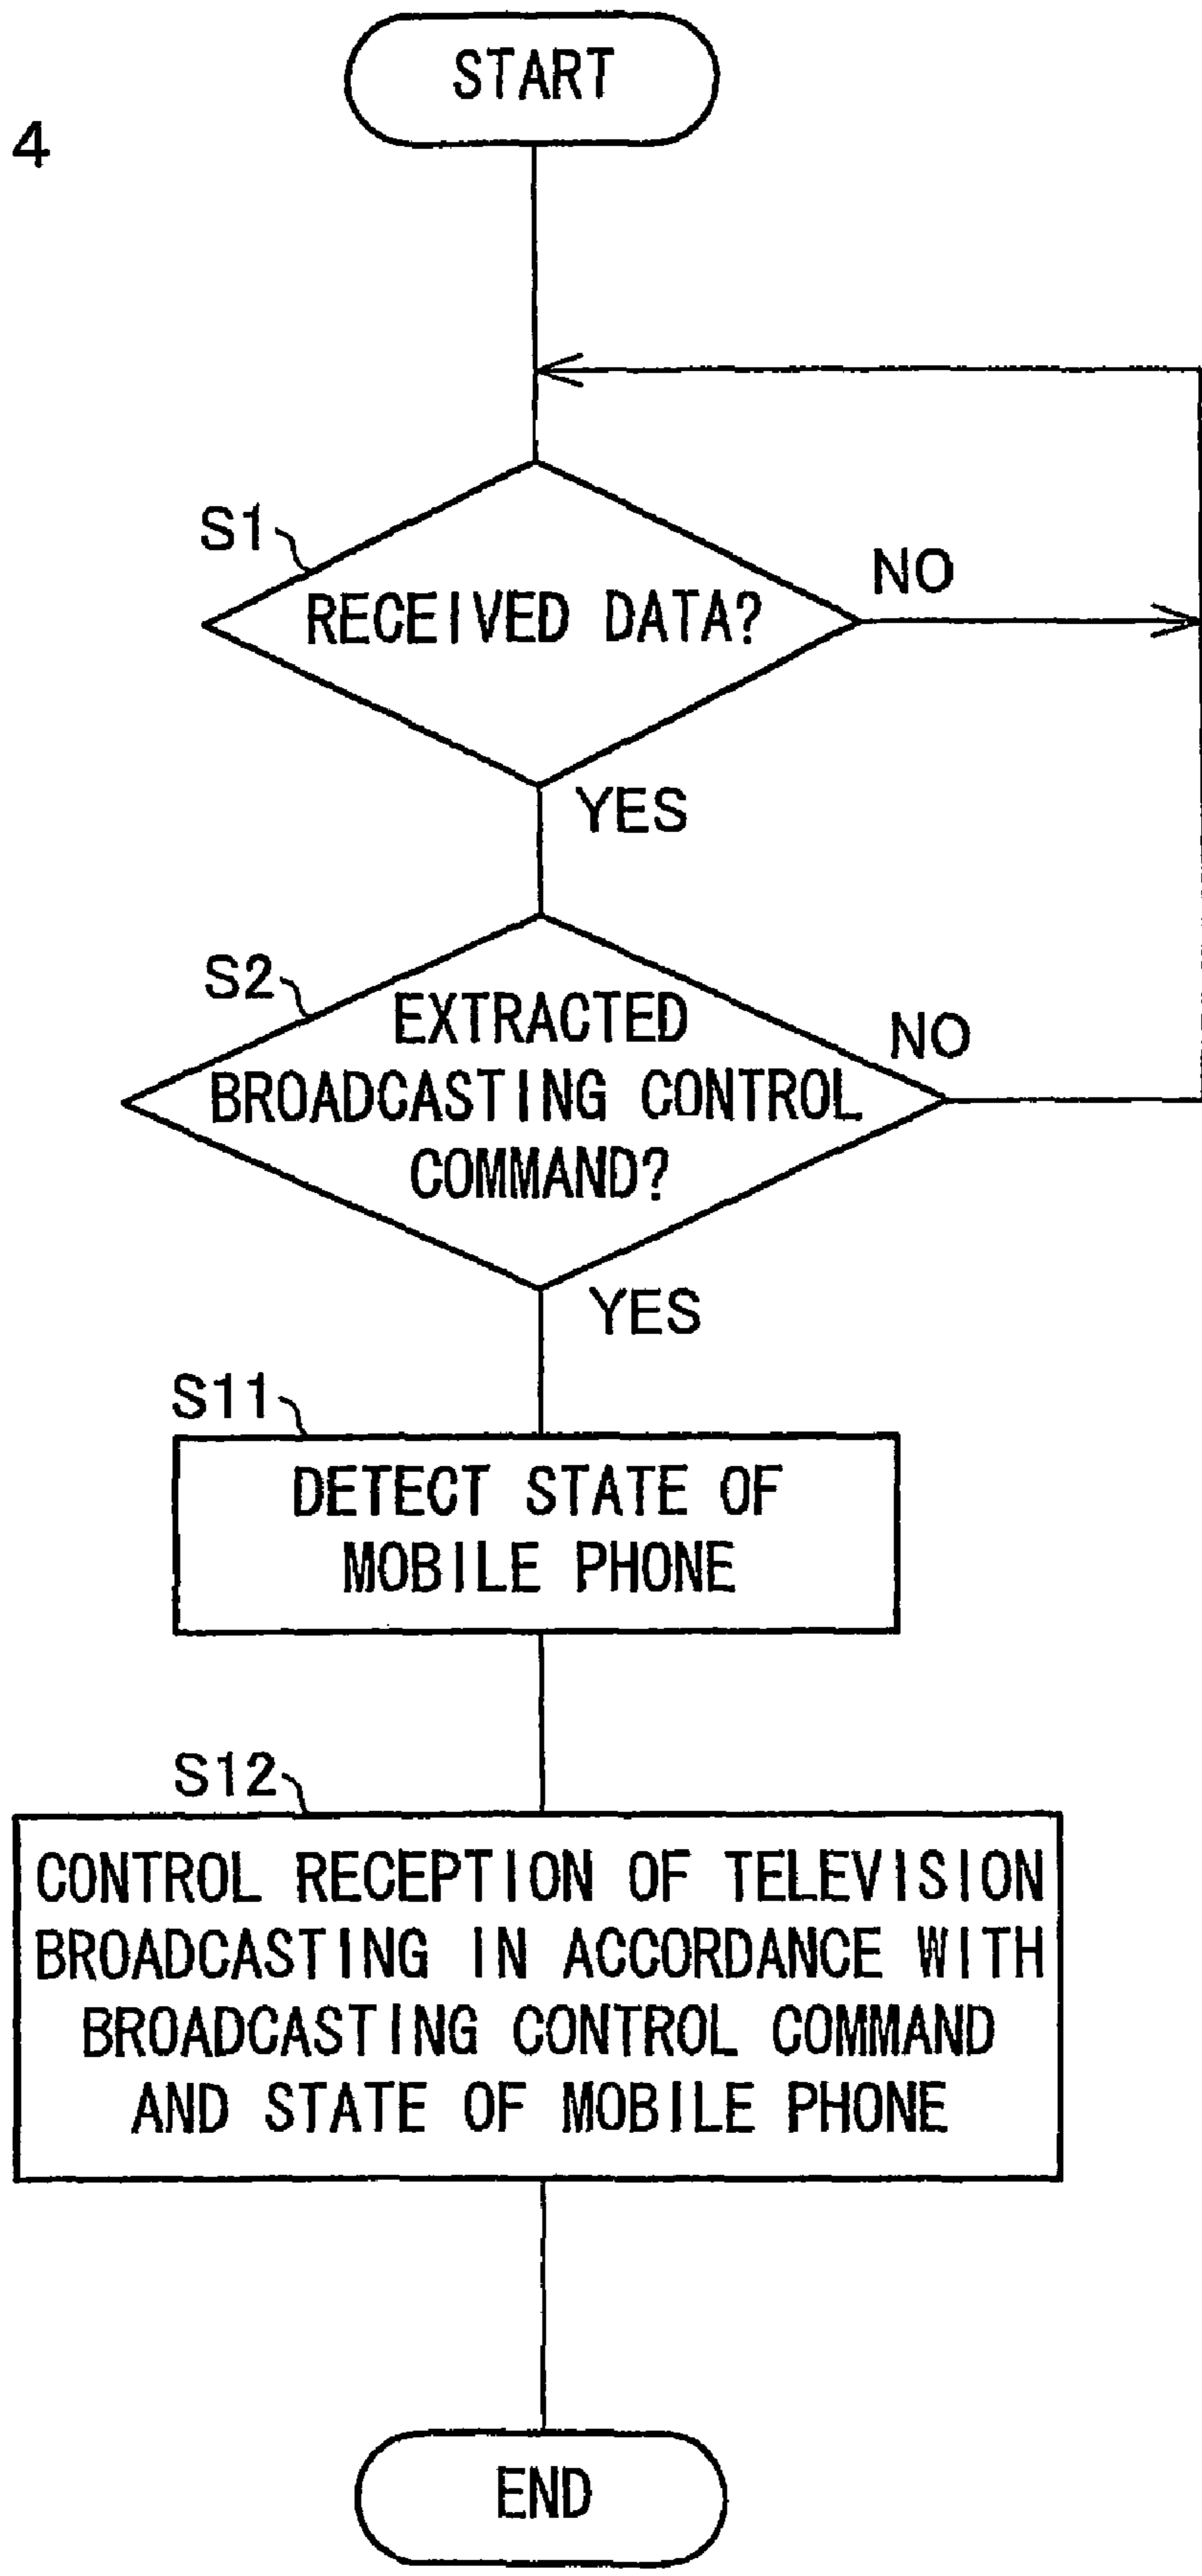 START
4
S1
RECEIVED DATA?
NO
YES
S2
EXTRACTED
BROADCASTING CONTROL
COMMAND?
NO
YES
S11
DETECT STATE OF
MOBILE PHONE
S12
CONTROL RECEPTION OF TELEVISION
BROADCASTING IN ACCORDANCE WITH
BROADCASTING CONTROL COMMAND
AND STATE OF MOBILE PHONE
END